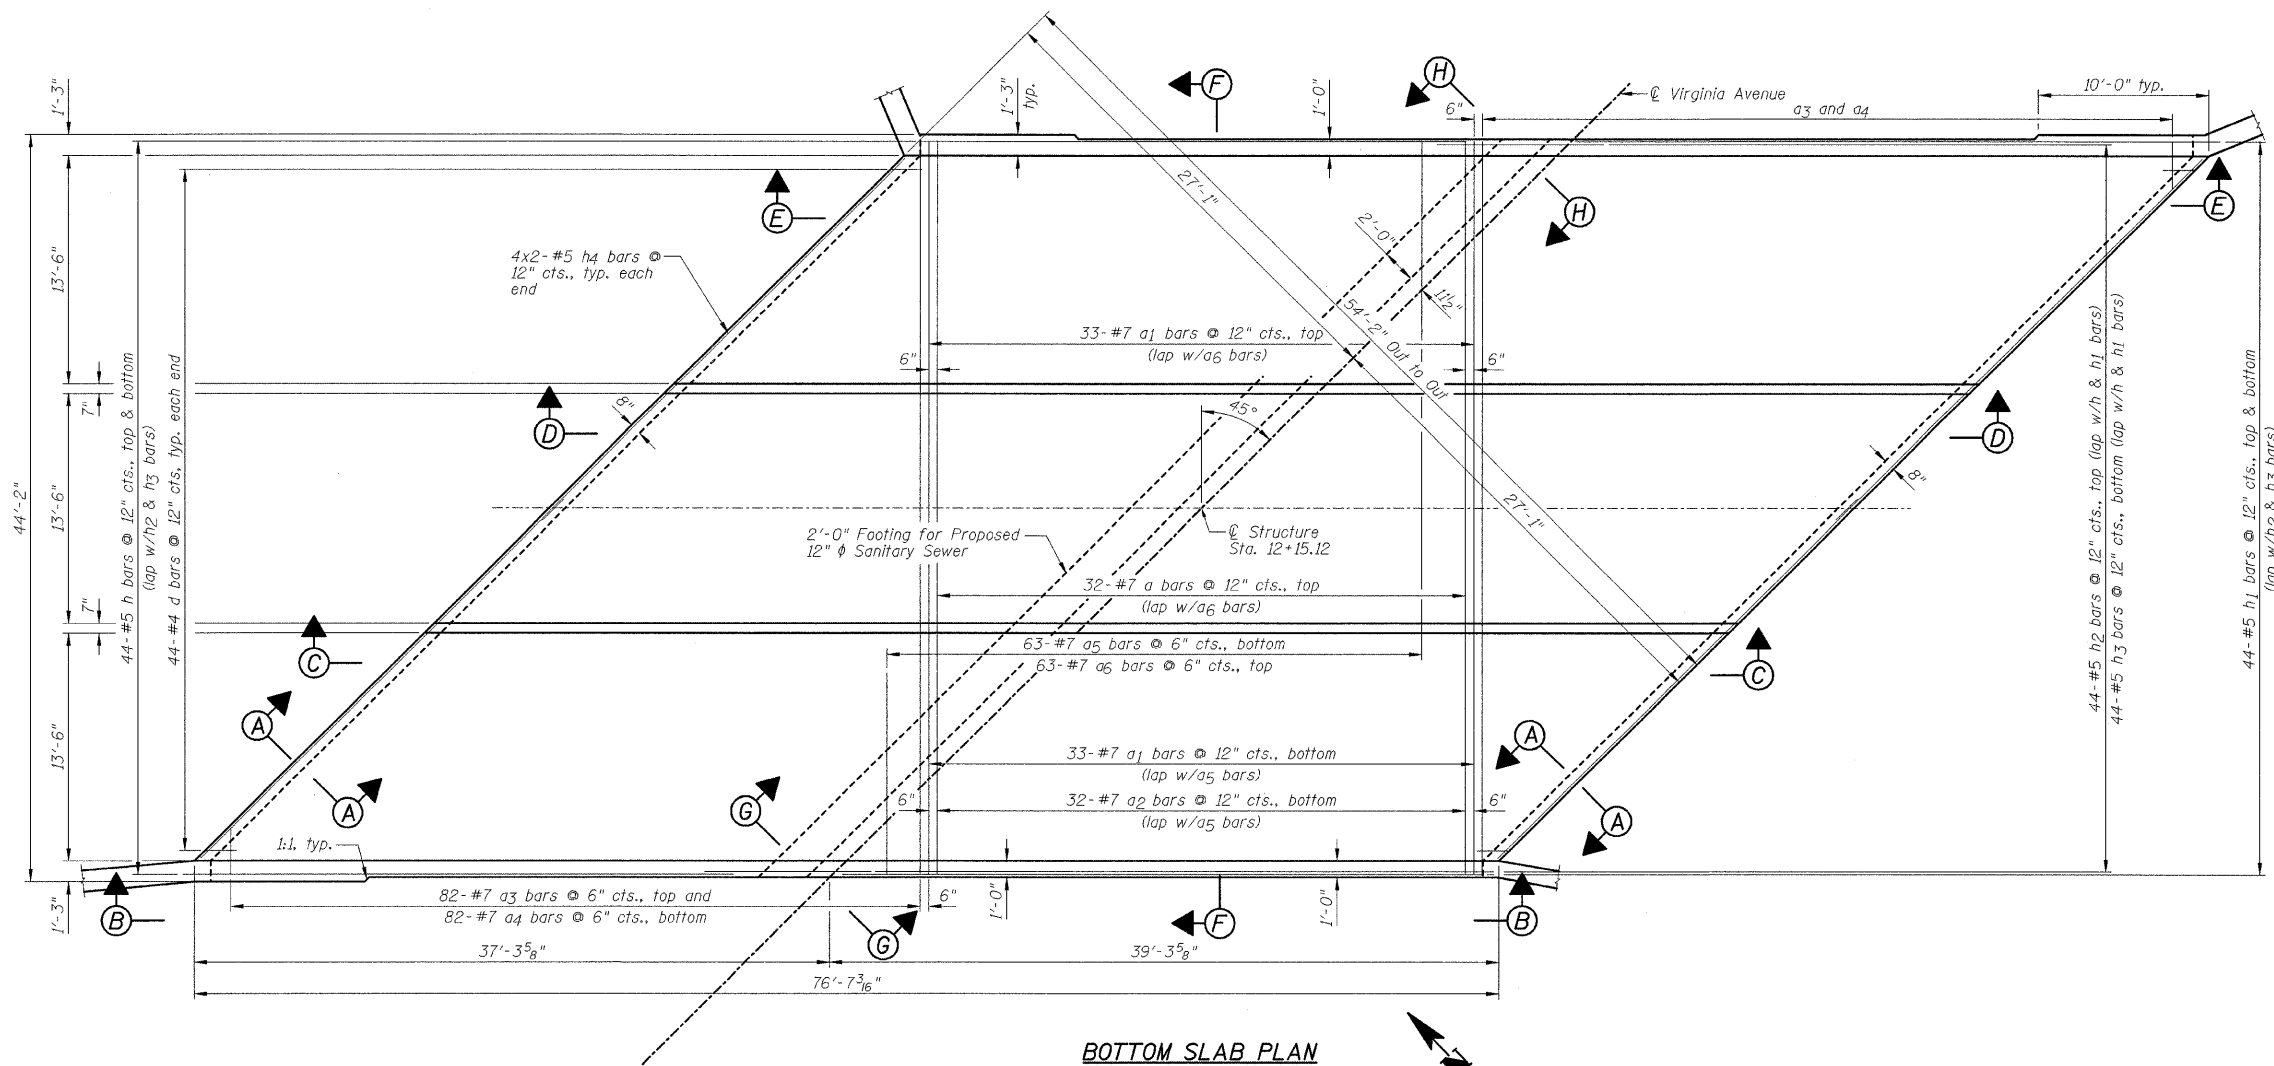 1'-3"
1'-3" typ.
F
1'-0"
H
6"
℄ Virginia Avenue
a3 and a4
10'-0" typ.
E
E
H
27'-1"
2'-0"
11½"
54'-2" Out to Out
13'-6"
4x2- #5 h4 bars @
12" cts., typ. each
end
33- #7 a1 bars @ 12" cts., top
(lap w/a6 bars)
6"
6"
7"
D
D
8"
45°
8"
44'-2"
13'-6"
44- #5 h bars @ 12" cts., top & bottom
(lap w/h2 & h3 bars)
44- #4 d bars @ 12" cts, typ. each end
44- #5 h2 bars @ 12" cts., top (lap w/h & h1 bars)
44- #5 h3 bars @ 12" cts., bottom (lap w/h & h1 bars)
44- #5 h1 bars @ 12" cts., top & bottom
(lap w/h2 & h3 bars)
27'-1"
2'-0" Footing for Proposed
12" ϕ Sanitary Sewer
℄ Structure
Sta. 12+15.12
32- #7 a bars @ 12" cts., top
(lap w/a6 bars)
7"
C
C
63- #7 a5 bars @ 6" cts., bottom
63- #7 a6 bars @ 6" cts., top
A
A
13'-6"
33- #7 a1 bars @ 12" cts., bottom
(lap w/a5 bars)
6"
32- #7 a2 bars @ 12" cts., bottom
(lap w/a5 bars)
6"
A
A
G
1:1, typ.
82- #7 a3 bars @ 6" cts., top and
82- #7 a4 bars @ 6" cts., bottom
6"
1'-0"
1'-0"
1'-3"
B
G
F
B
37'-3⅝"
39'-3⅝"
76'-7 3/16"
BOTTOM SLAB PLAN